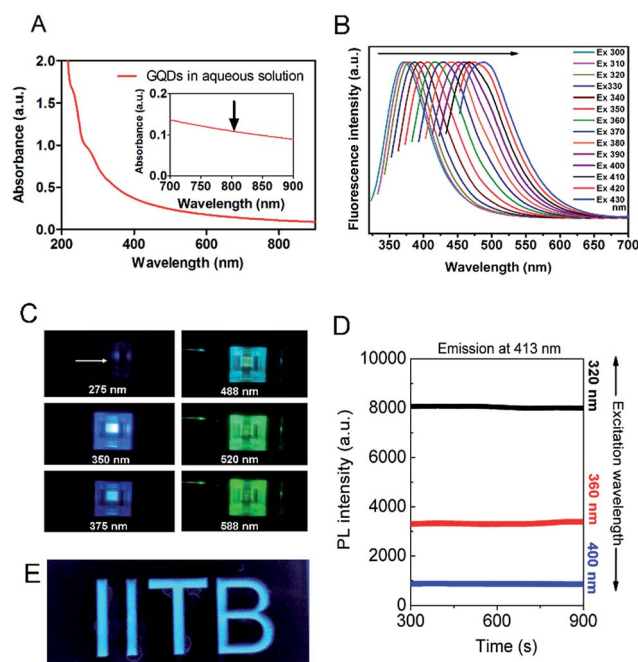 A
GQDs in aqueous solution
Absorbance (a.u.)
2.0
1.5
1.0
0.5
0.0
200
400
600
800
Wavelength (nm)
Absorbance (a.u.)
0.2
0.1
0.0
700
800
900
Wavelength (nm)
B
Fluorescence intensity (a.u.)
Ex 300
Ex 310
Ex 320
Ex330
Ex 340
Ex 350
Ex 360
Ex 370
Ex 380
Ex 390
Ex 400
Ex 410
Ex 420
Ex 430
nm
350 400 450 500 550 600 650 700
Wavelength (nm)
C
275 nm
488 nm
350 nm
520 nm
375 nm
588 nm
D
Emission at 413 nm
PL intensity (a.u.)
10000
8000
6000
4000
2000
0
300
600
900
Time (s)
320 nm
360 nm
400 nm
Excitation wavelength
E
IITB